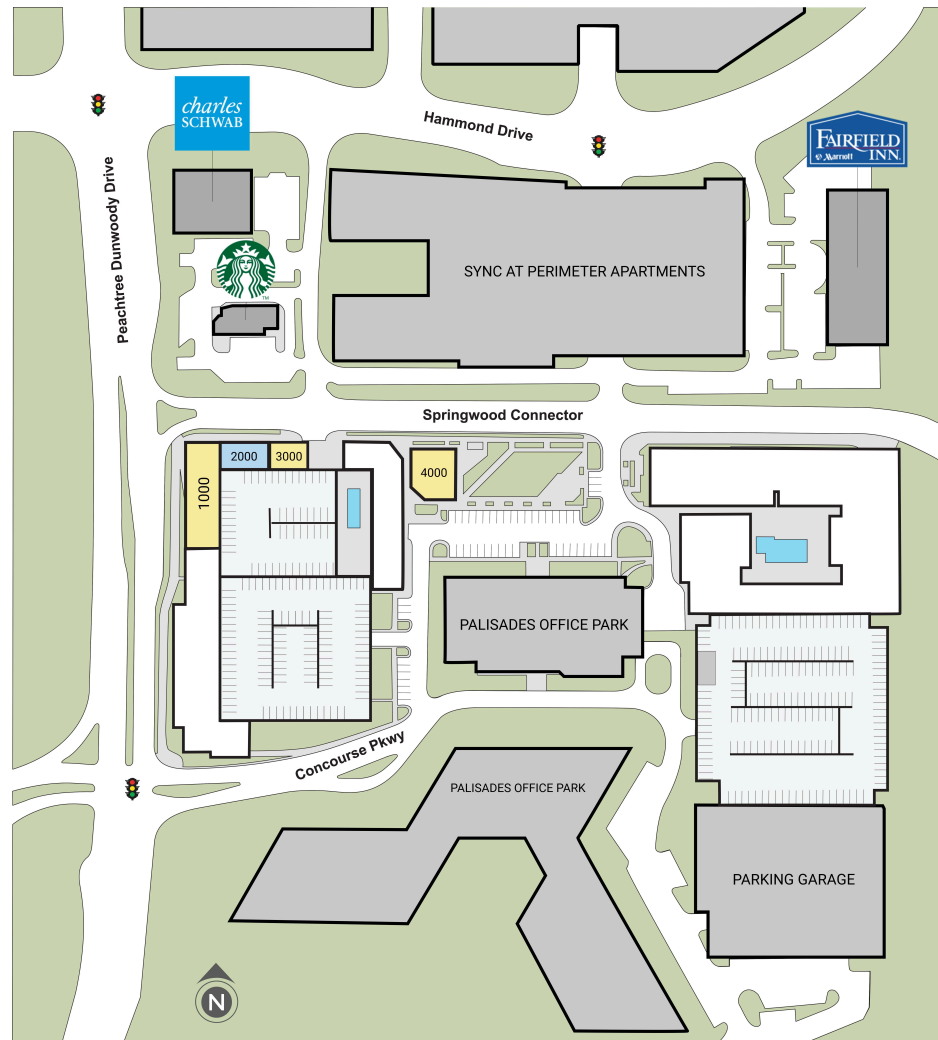 charles
SCHWAB
Hammond Drive
FAIRFIELD
INN
Marriott
Peachtree Dunwoody Drive
SYNC AT PERIMETER APARTMENTS
TM
Springwood Connector
1000
2000
3000
4000
PALISADES OFFICE PARK
Concourse Pkwy
PALISADES OFFICE PARK
PARKING GARAGE
N